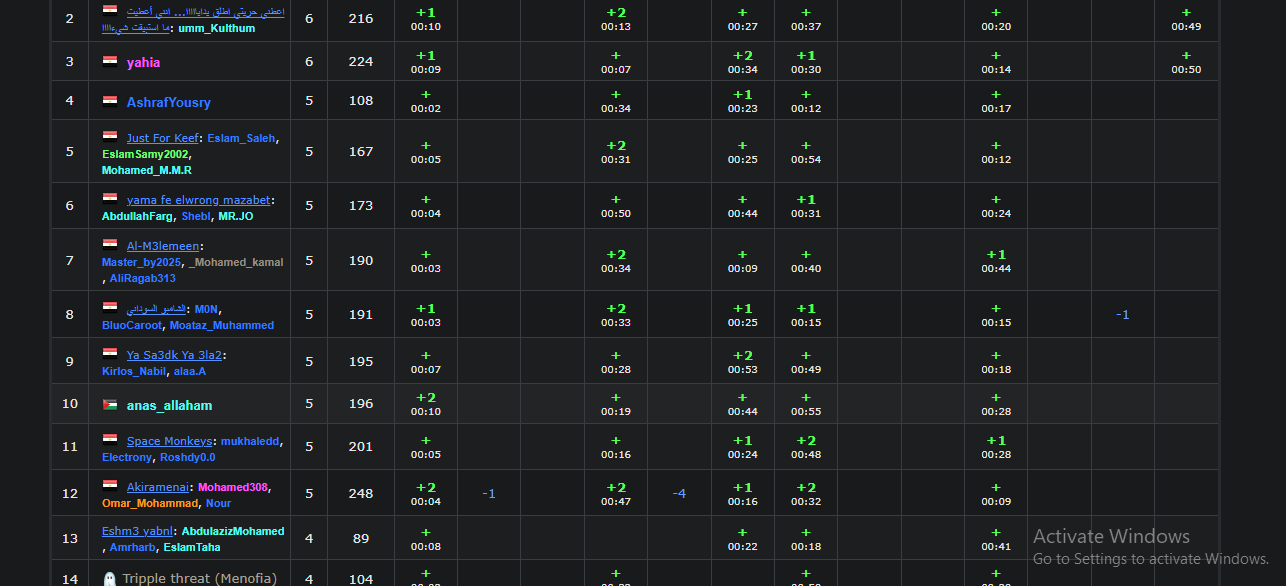 2 اعطني حريتي اطلق يدايااااا... انني أعطيت 6 216 +1 +2 + + + +
ما استبقيت شيءاااا: umm_Kulthum 00:10 00:13 00:27 00:37 00:20 00:49
3 yahia 6 224 +1 + +2 +1 + +
00:09 00:07 00:34 00:30 00:14 00:50
4 AshrafYousry 5 108 + + +1 + +
00:02 00:34 00:23 00:12 00:17
5 Just For Keef: Eslam_Saleh, 5 167 + +2 + + +
EslamSamy2002, 00:05 00:31 00:25 00:54 00:12
Mohamed_M.M.R
6 yama fe elwrong mazabet: 5 173 + + + +1 +
AbdullahFarg, Shebl, MR.JO 00:04 00:50 00:44 00:31 00:24
7 Al-M3lemeen: 5 190 + +2 + + +1
Master_by2025, _Mohamed_kamal 00:03 00:34 00:09 00:40 00:44
, AliRagab313
8 الشامبو السوداني: M0N, 5 191 +1 +2 +1 +1 + -1
BluoCaroot, Moataz_Muhammed 00:03 00:33 00:25 00:15 00:15
9 Ya Sa3dk Ya 3la2: 5 195 + + +2 + +
Kirlos_Nabil, alaa.A 00:07 00:28 00:53 00:49 00:18
10 anas_allaham 5 196 +2 + + + +
00:10 00:19 00:44 00:55 00:28
11 Space Monkeys: mukhaledd, 5 201 + + +1 +2 +1
Electrony, Roshdy0.0 00:05 00:16 00:24 00:48 00:28
12 Akiramenai: Mohamed308, 5 248 +2 -1 +2 -4 +1 +2 +
Omar_Mohammad, Nour 00:04 00:47 00:16 00:32 00:09
13 Eshm3 yabnl: AbdulazizMohamed 4 89 + + + +
, Amrharb, EslamTaha 00:08 00:22 00:18 00:41
Activate Windows
Go to Settings to activate Windows.
14 Tripple threat (Menofia) 4 104 + + + +